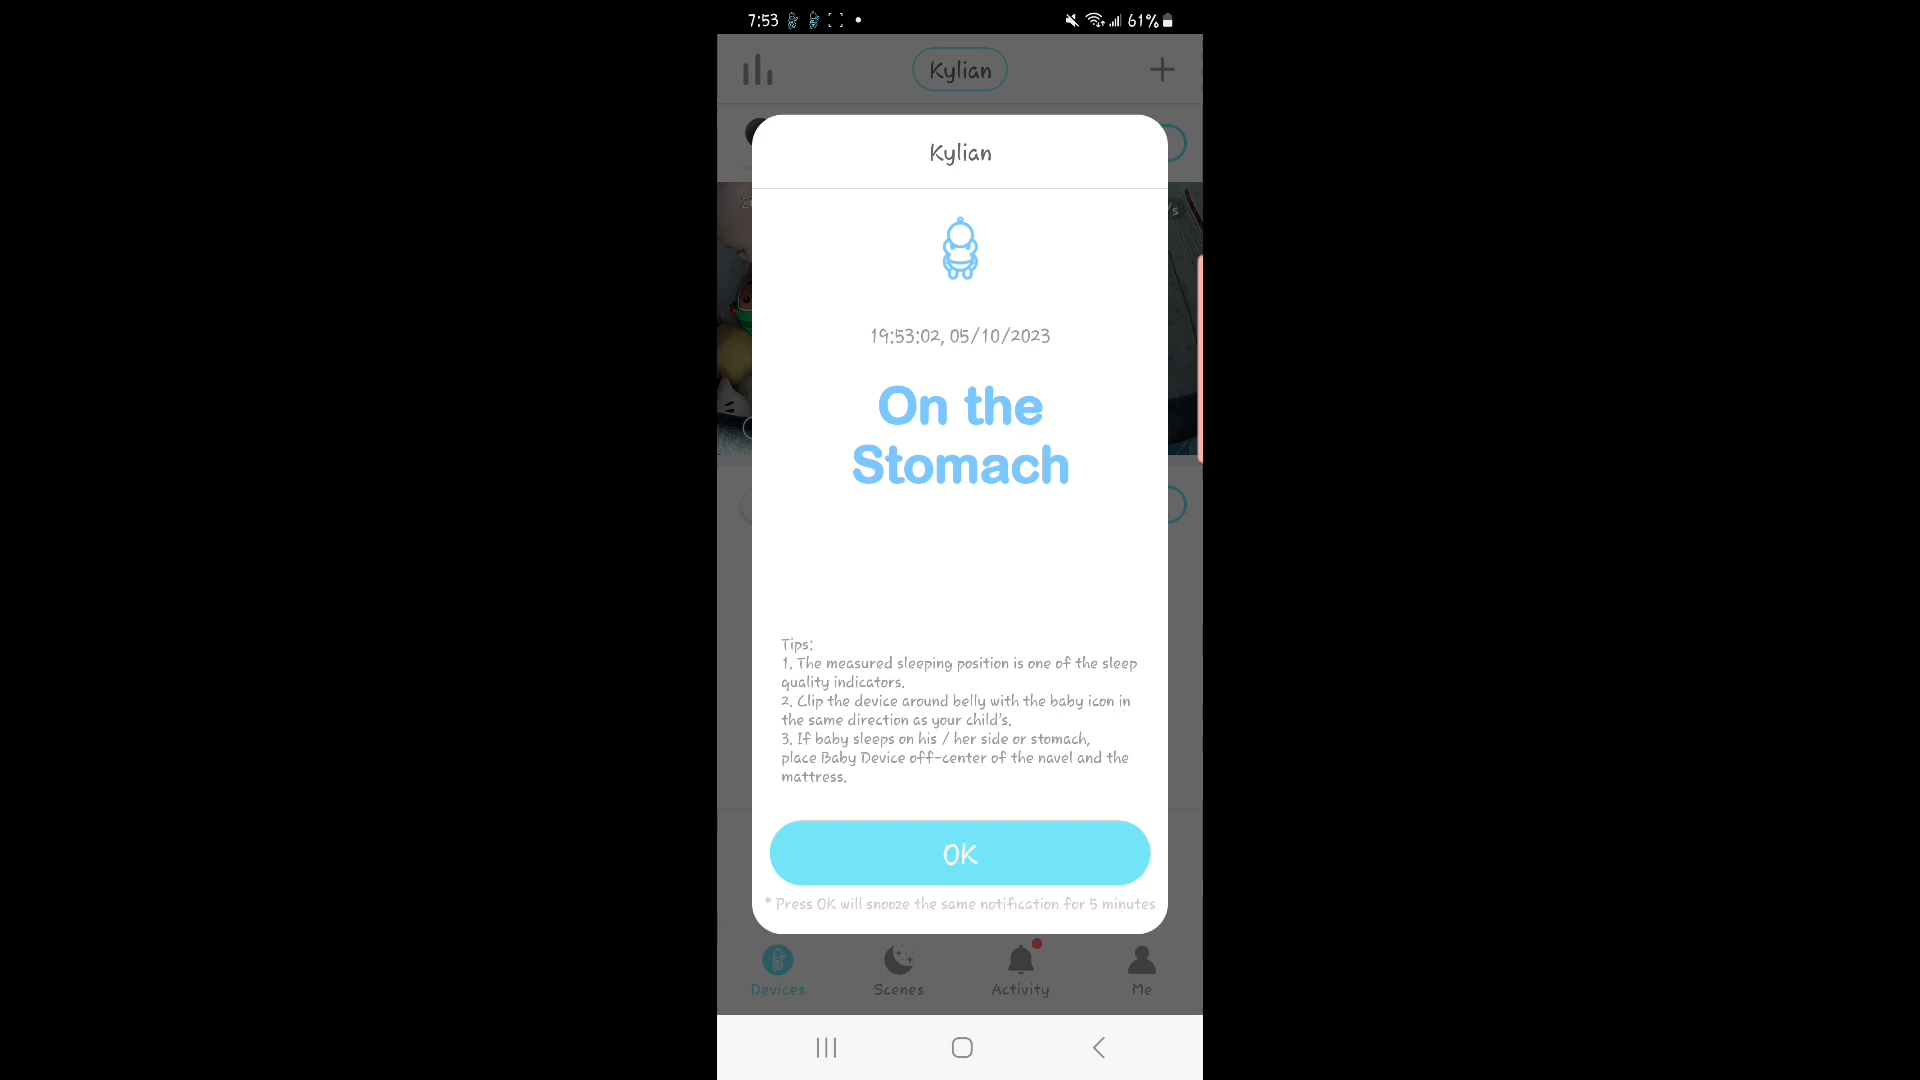 7:53
61%
Kylian
Kylian
19:53:02, 05/10/2023
On the
Stomach
Tips:
1. The measured sleeping position is one of the sleep
quality indicators.
2. Clip the device around belly with the baby icon in
the same direction as your child's.
3. If baby sleeps on his / her side or stomach,
place Baby Device off-center of the navel and the
mattress.
OK
* Press OK will snooze the same notification for 5 minutes
Devices
Scenes
Activity
Me